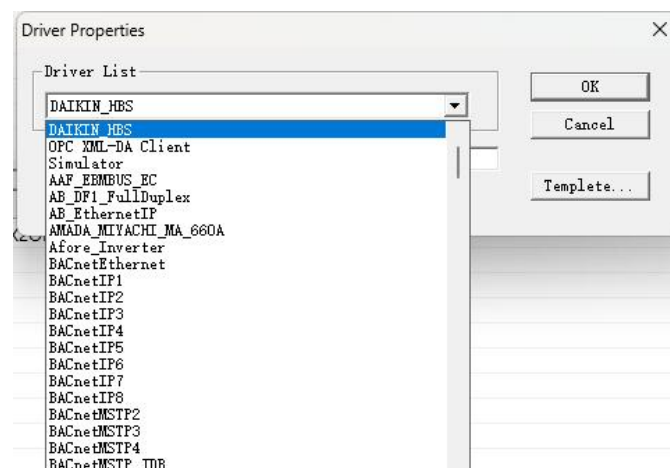 Driver Properties
Driver List
DAIKIN_HBS
OK
DAIKIN_HBS
Cancel
OPC XML-DA Client
Simulator
AAF_EBMBUS_EC
Templete...
AB_DF1_FullDuplex
AB_EthernetIP
AMADA_MIYACHI_MA_660A
Afore_Inverter
BACnetEthernet
BACnetIP1
BACnetIP2
BACnetIP3
BACnetIP4
BACnetIP5
BACnetIP6
BACnetIP7
BACnetIP8
BACnetMSTP2
BACnetMSTP3
BACnetMSTP4
BACnetMSTP_IDB